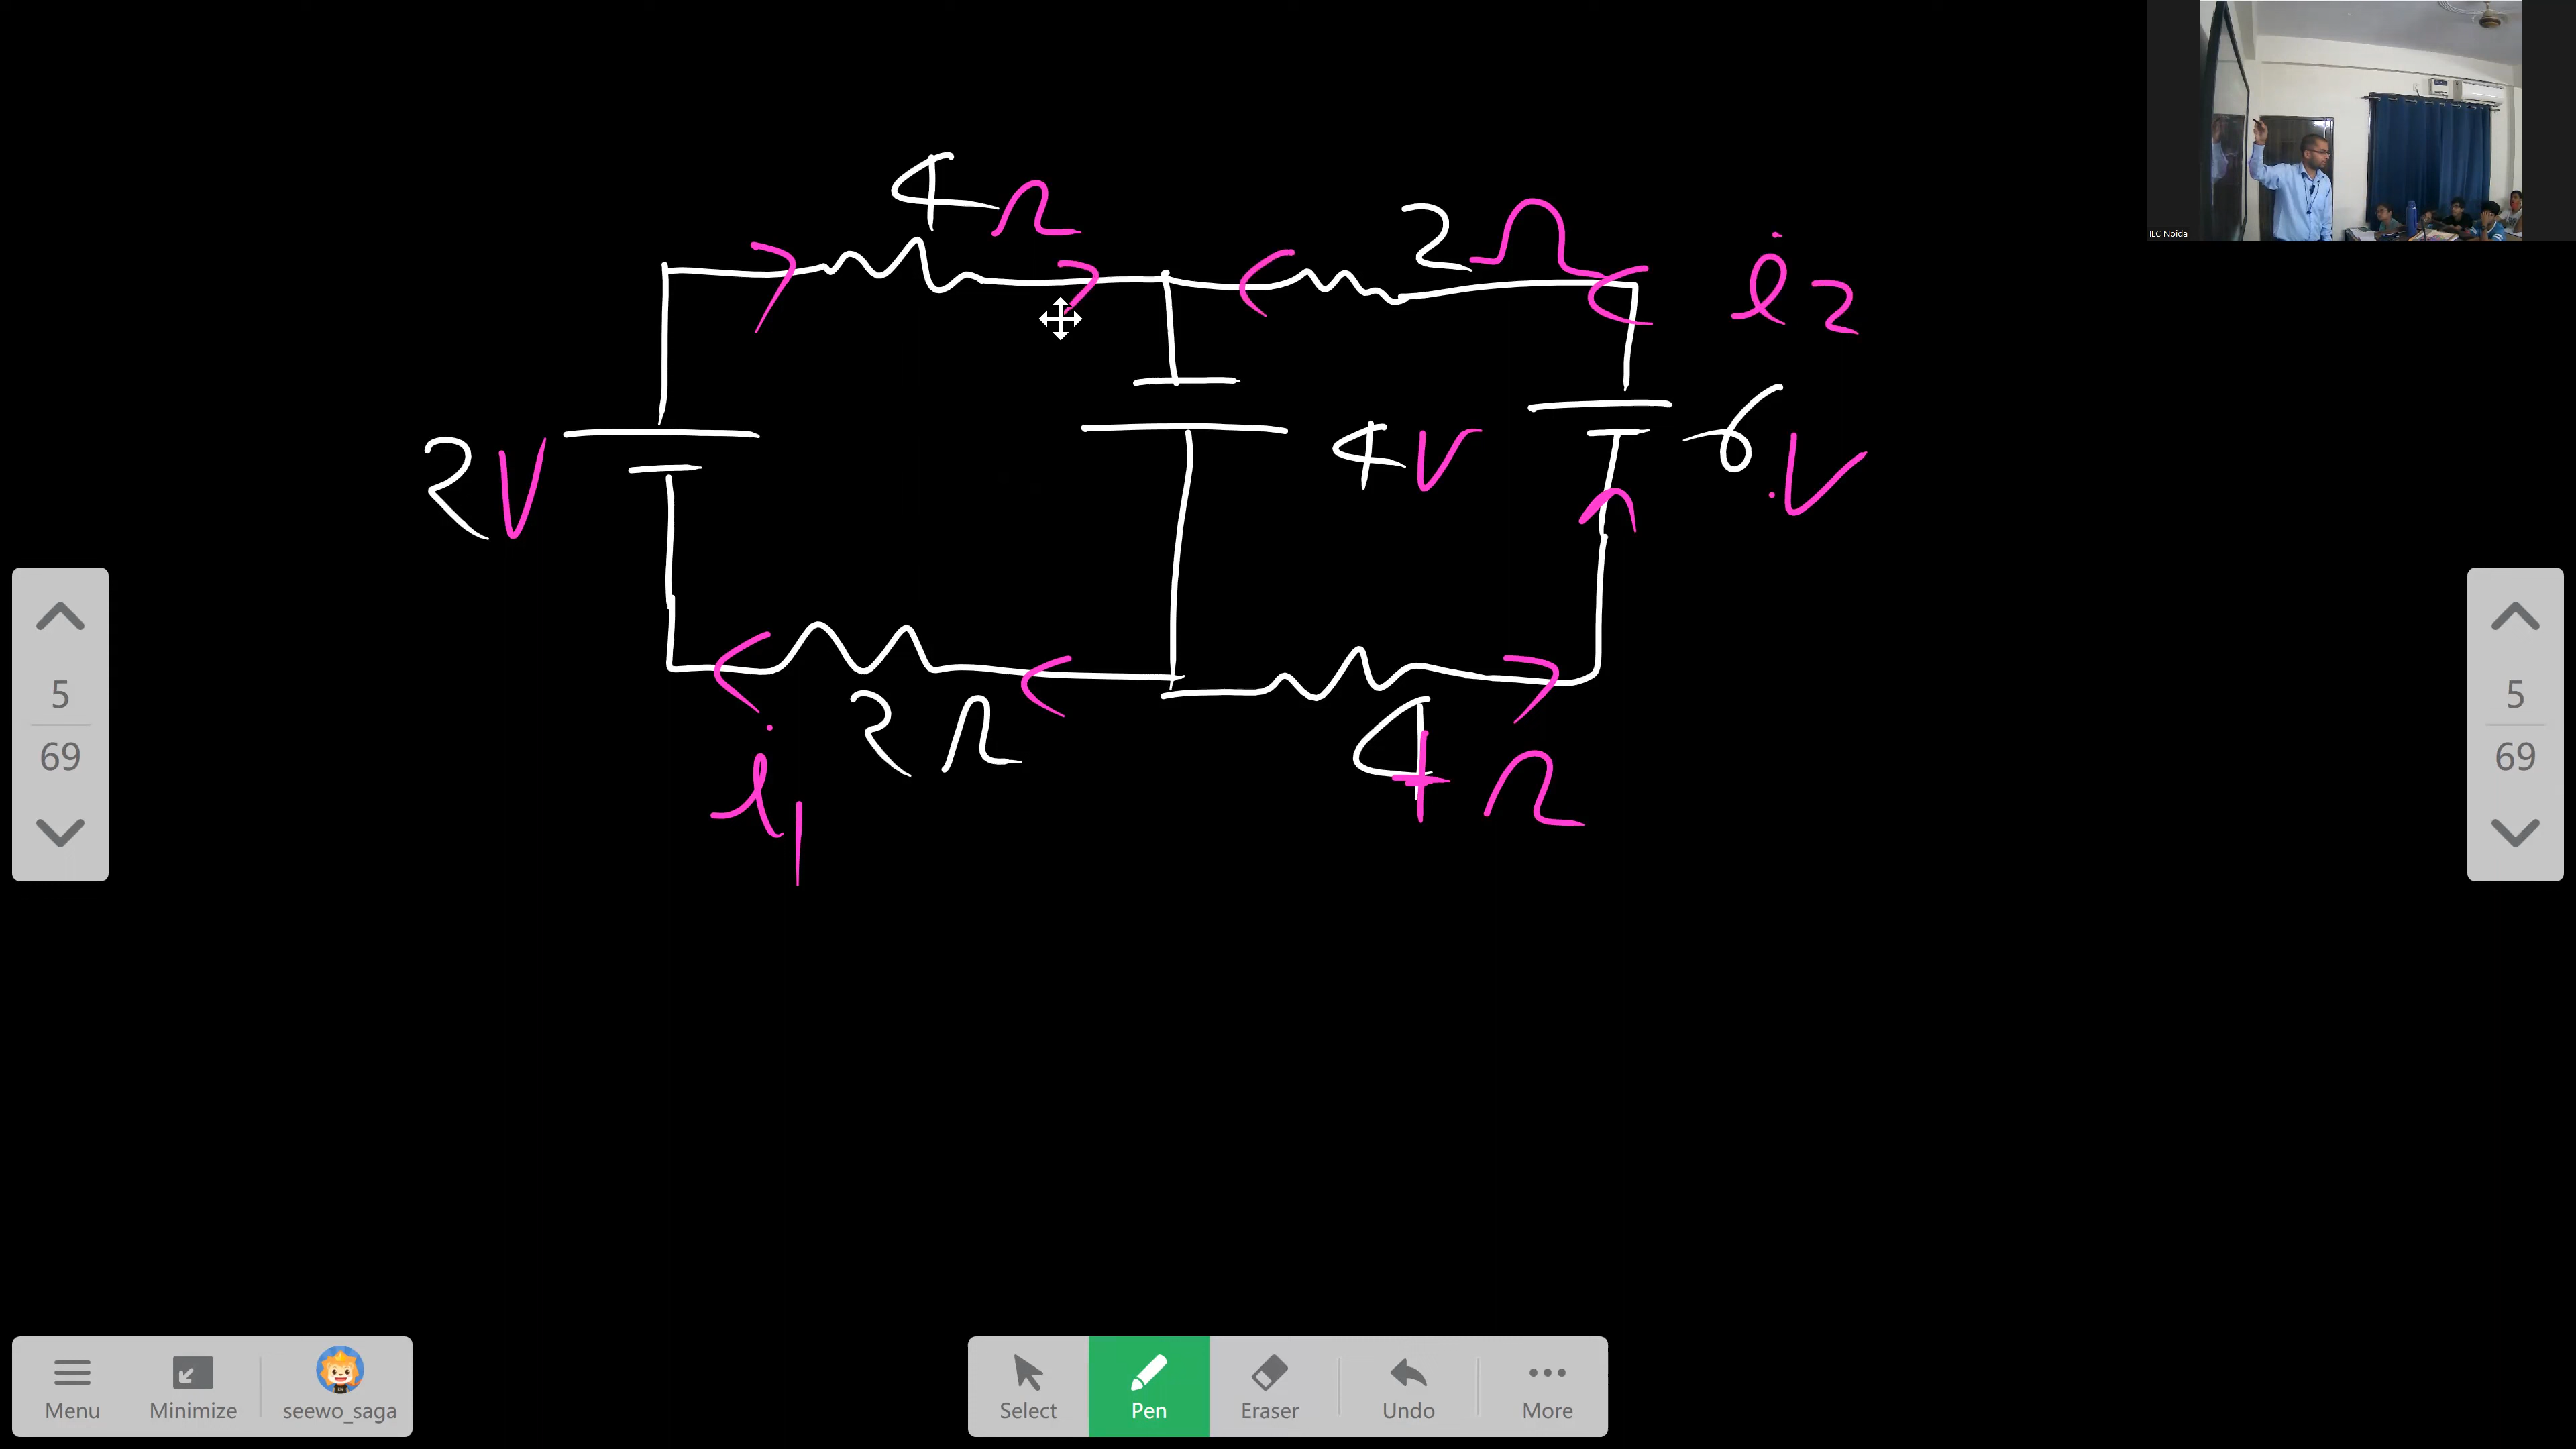 4Ω
2Ω
i2
2V
4V
6V
2Ω
4Ω
i1
ILC Noida
5
69
5
69
Menu
Minimize
seewo_saga
Select
Pen
Eraser
Undo
More